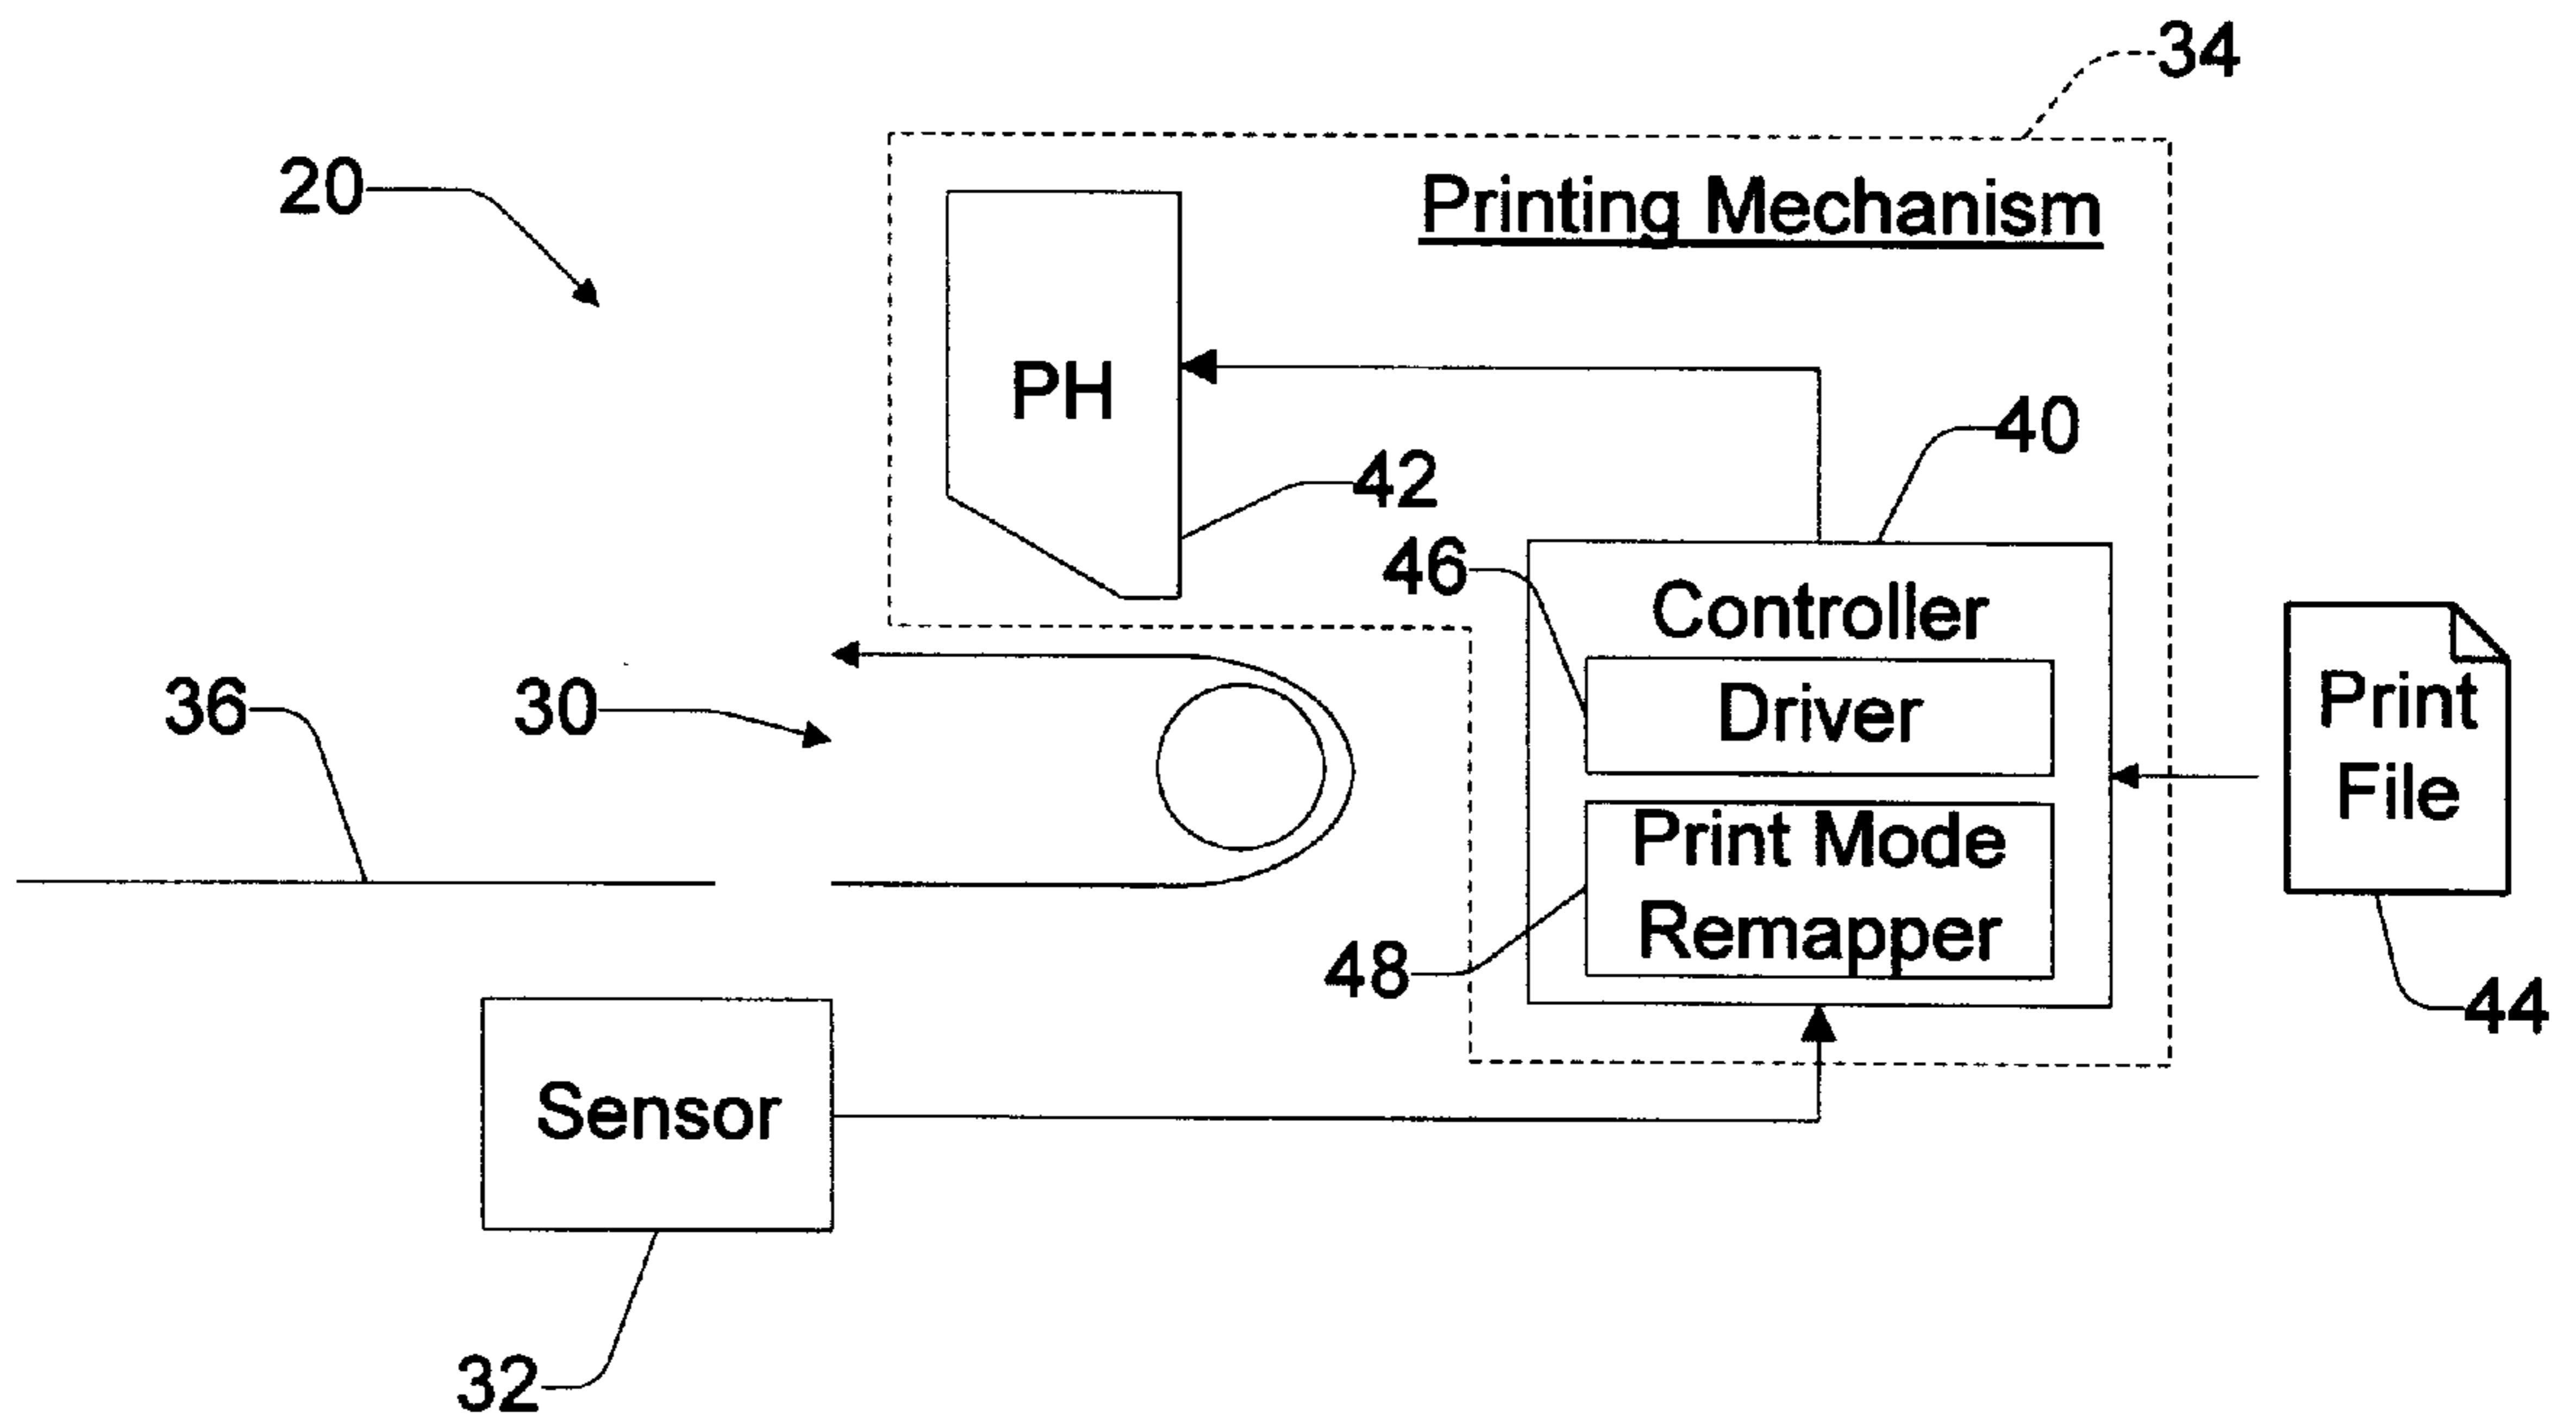 34
20
Printing Mechanism
PH
40
42
46
Controller
Driver
Print
File
36
30
Print Mode
Remapper
48
44
Sensor
32